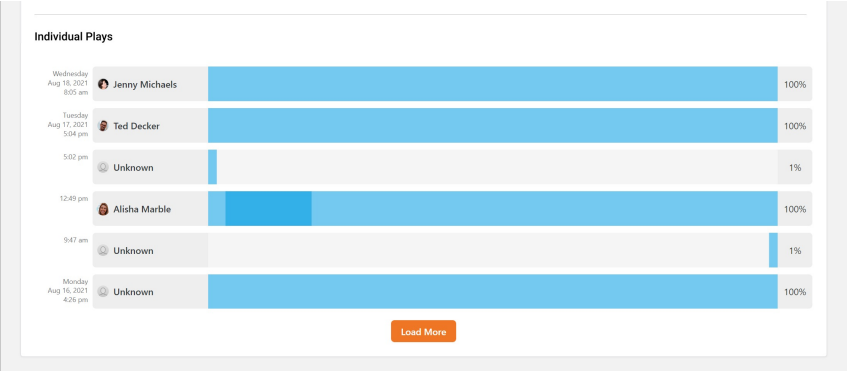 Individual Plays
Wednesday
Aug 18, 2021
8:05 am
Jenny Michaels
100%
Tuesday
Aug 17, 2021
5:04 pm
Ted Decker
100%
5:02 pm
Unknown
1%
12:49 pm
Alisha Marble
100%
9:47 am
Unknown
1%
Monday
Aug 16, 2021
4:26 pm
Unknown
100%
Load More